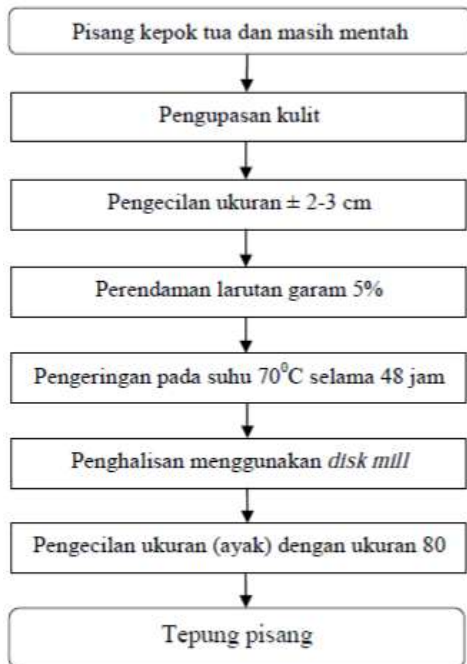 Pisang kepok tua dan masih mentah
Pengupasan kulit
Pengecilan ukuran ± 2-3 cm
Perendaman larutan garam 5%
Pengeringan pada suhu 70⁰C selama 48 jam
Penghalisan menggunakan disk mill
Pengecilan ukuran (ayak) dengan ukuran 80
Tepung pisang